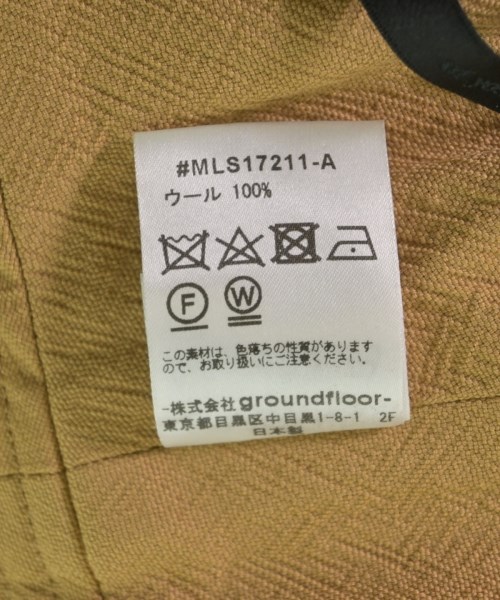 #MLS17211-A
ウール 100%
F W
この素材は、色落ちの性質があります
ので、お取り扱いにご注意ください。
-株式会社groundfloor-
東京都目黒区中目黒1-8-1 2F
日本製